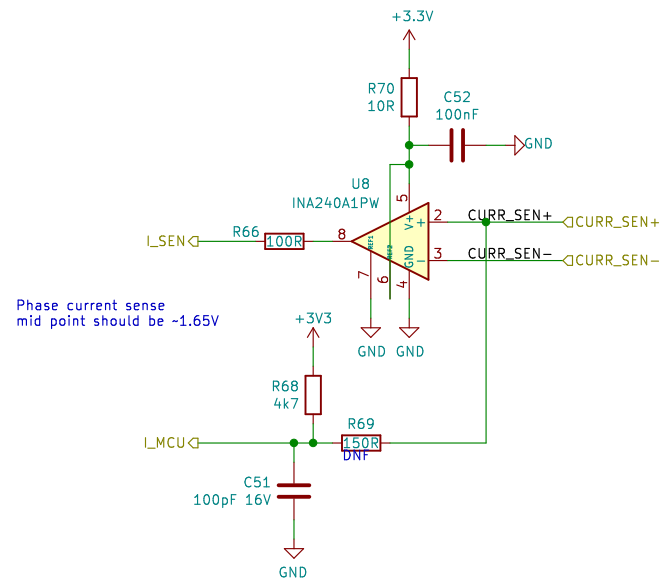 +3.3V
R70
10R
C52
100nF
GND
U8
INA240A1PW
5
V+
2
+
CURR_SEN+
CURR_SEN+
R66
I_SEN
100R
8
REF1
REF2
GND
3
-
CURR_SEN-
CURR_SEN-
7
6
4
Phase current sense
mid point should be ~1.65V
+3V3
GND
GND
R68
4k7
R69
I_MCU
150R
DNF
C51
100pF 16V
GND